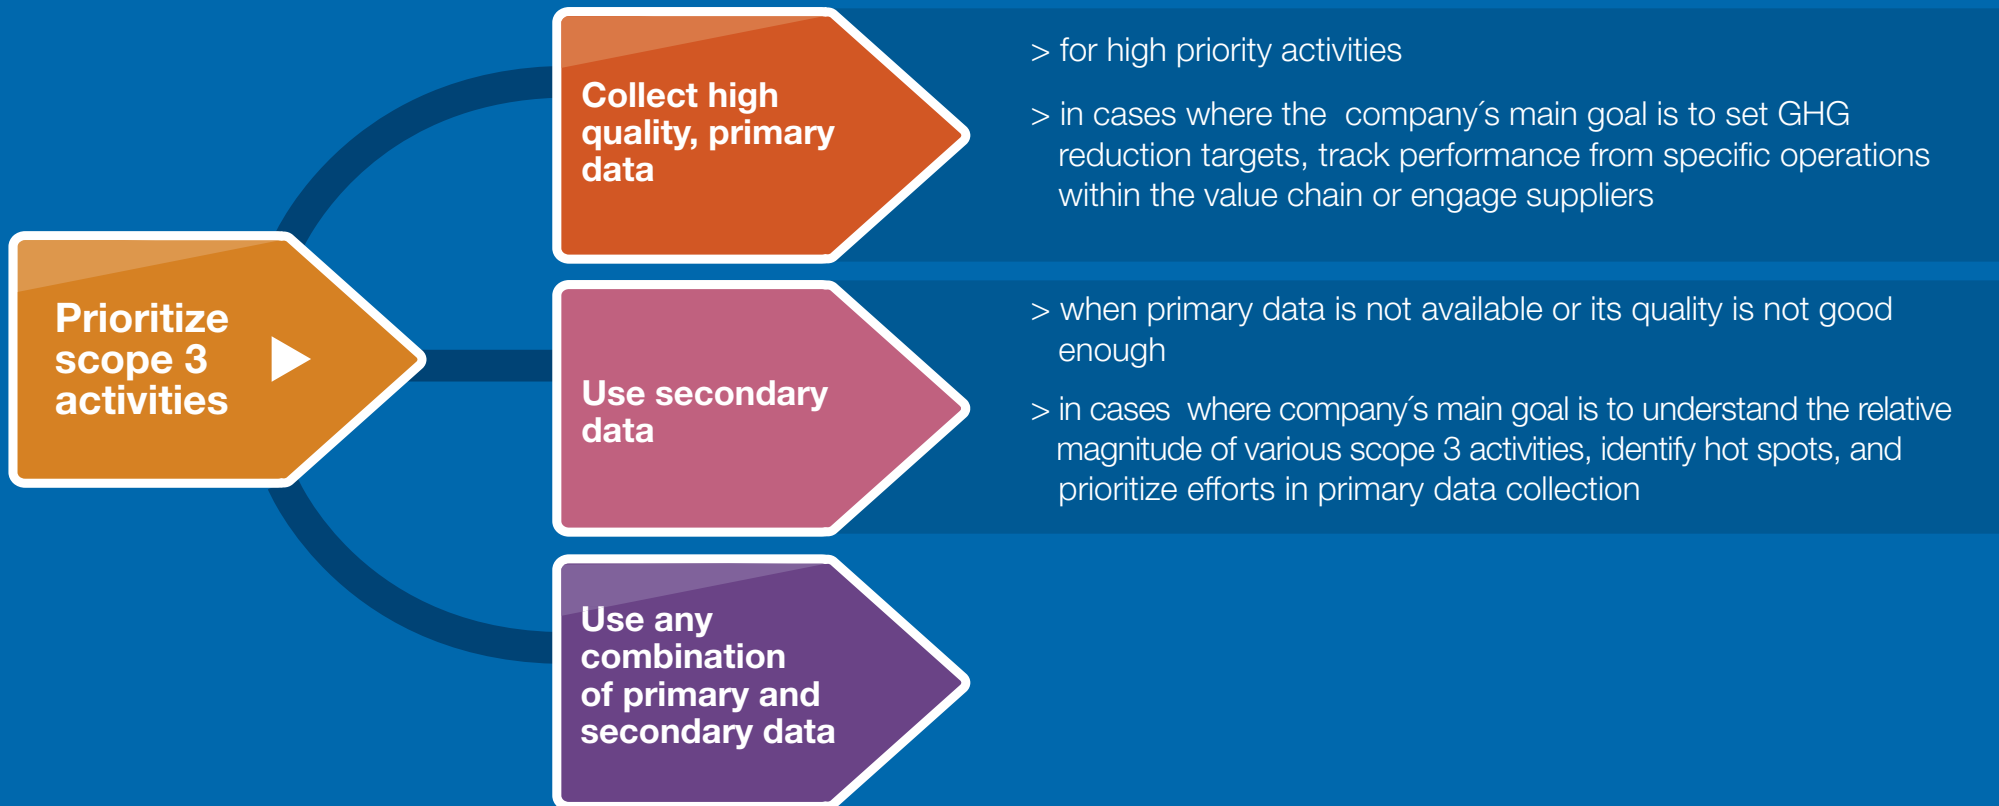 Prioritize
scope 3
activities
Collect high
quality, primary
data
> for high priority activities
> in cases where the  company´s main goal is to set GHG
reduction targets, track performance from specific operations
within the value chain or engage suppliers
Use secondary
data
> when primary data is not available or its quality is not good
enough
> in cases  where company´s main goal is to understand the relative
magnitude of various scope 3 activities, identify hot spots, and
prioritize efforts in primary data collection
Use any
combination
of primary and
secondary data